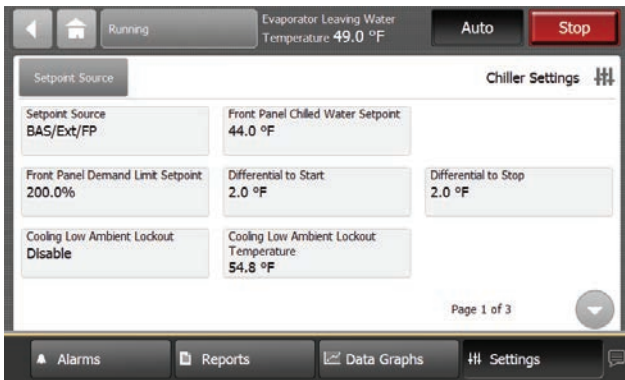 Running
Evaporator Leaving Water
Temperature 49.0 °F
Auto
Stop
Setpoint Source
Chiller Settings
Setpoint Source
BAS/Ext/FP
Front Panel Chilled Water Setpoint
44.0 °F
Front Panel Demand Limit Setpoint
200.0%
Differential to Start
2.0 °F
Differential to Stop
2.0 °F
Cooling Low Ambient Lockout
Disable
Cooling Low Ambient Lockout
Temperature
54.8 °F
Page 1 of 3
Alarms
Reports
Data Graphs
Settings